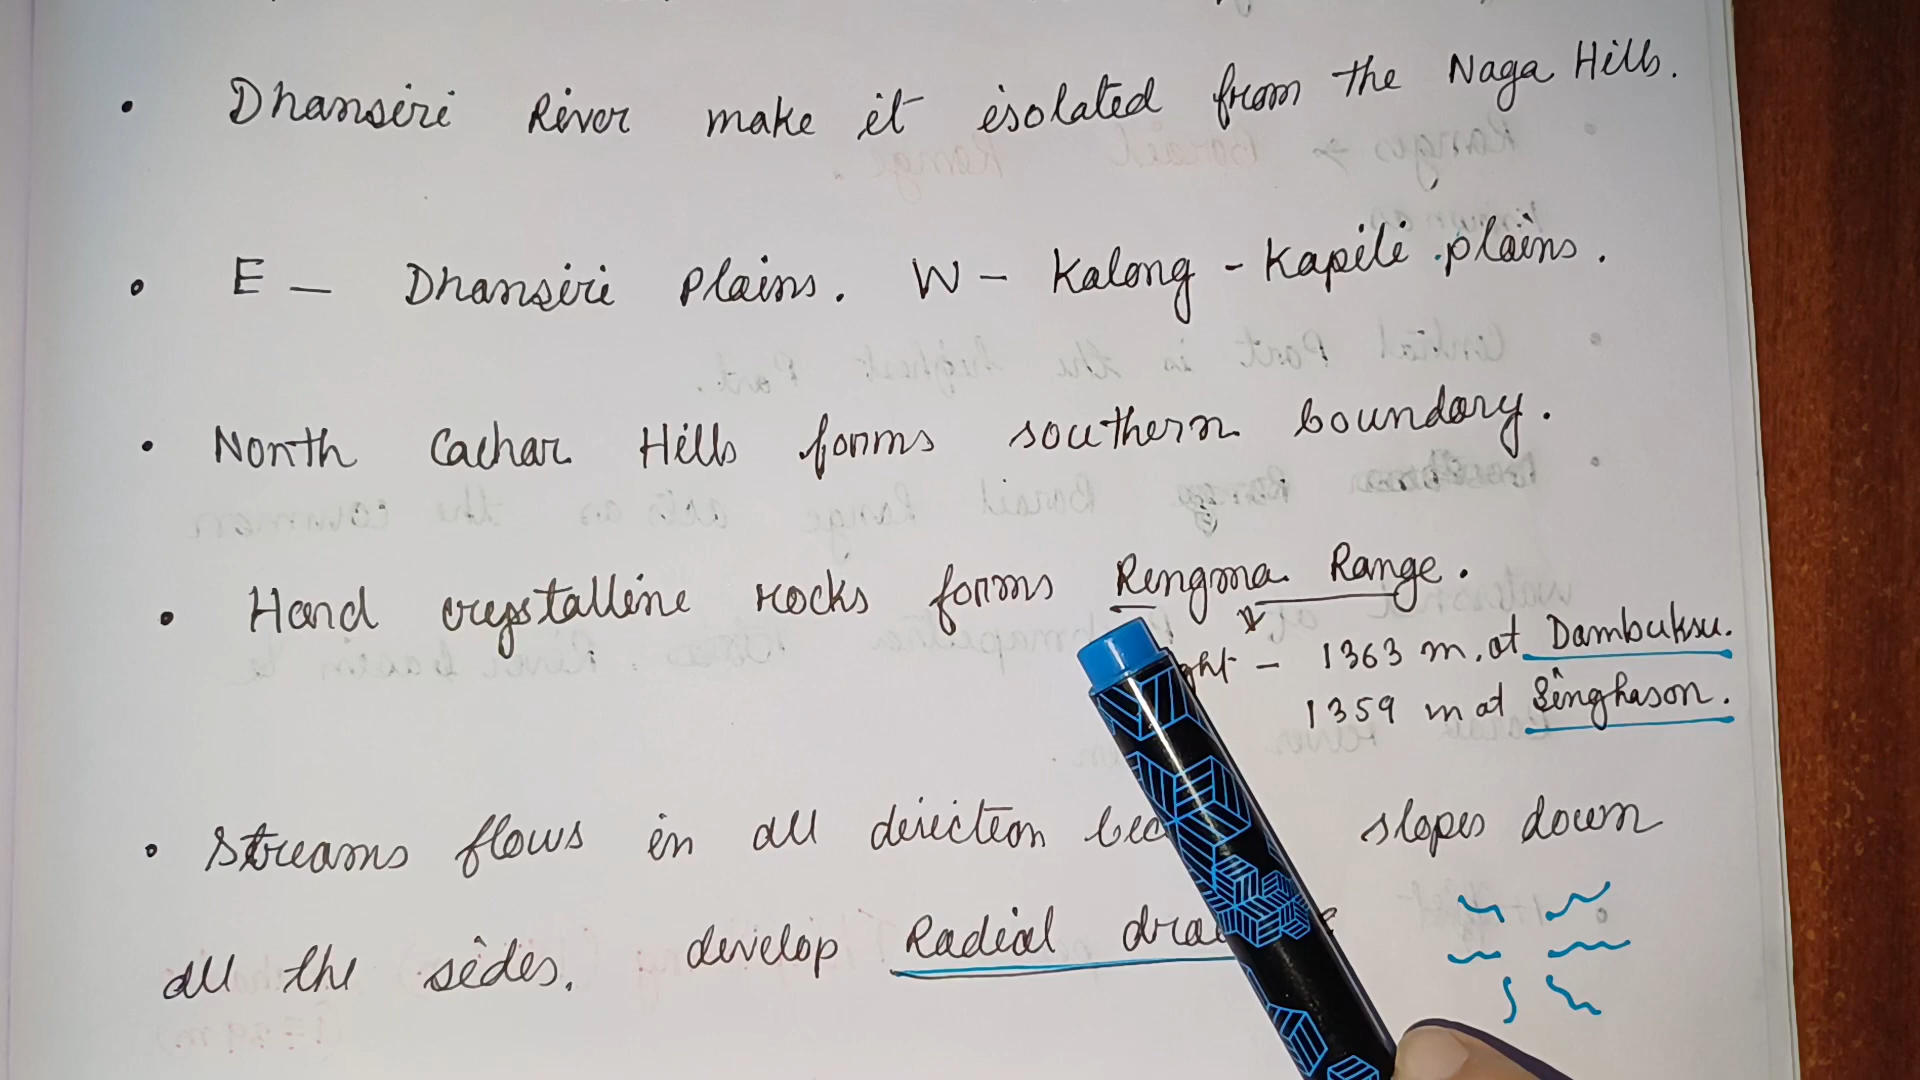 • Dhansiri River make it isolated from the Naga Hills.
• E – Dhansiri Plains. W – Kalong - Kapili plains.
• North Cachar Hills forms southern boundary.
• Hard crystalline rocks forms Rengma Range.
– 1363 m. at Dambuksu.
1359 m at Singhason.
• Streams flows in all direction slopes down
all the sides. develop Radial